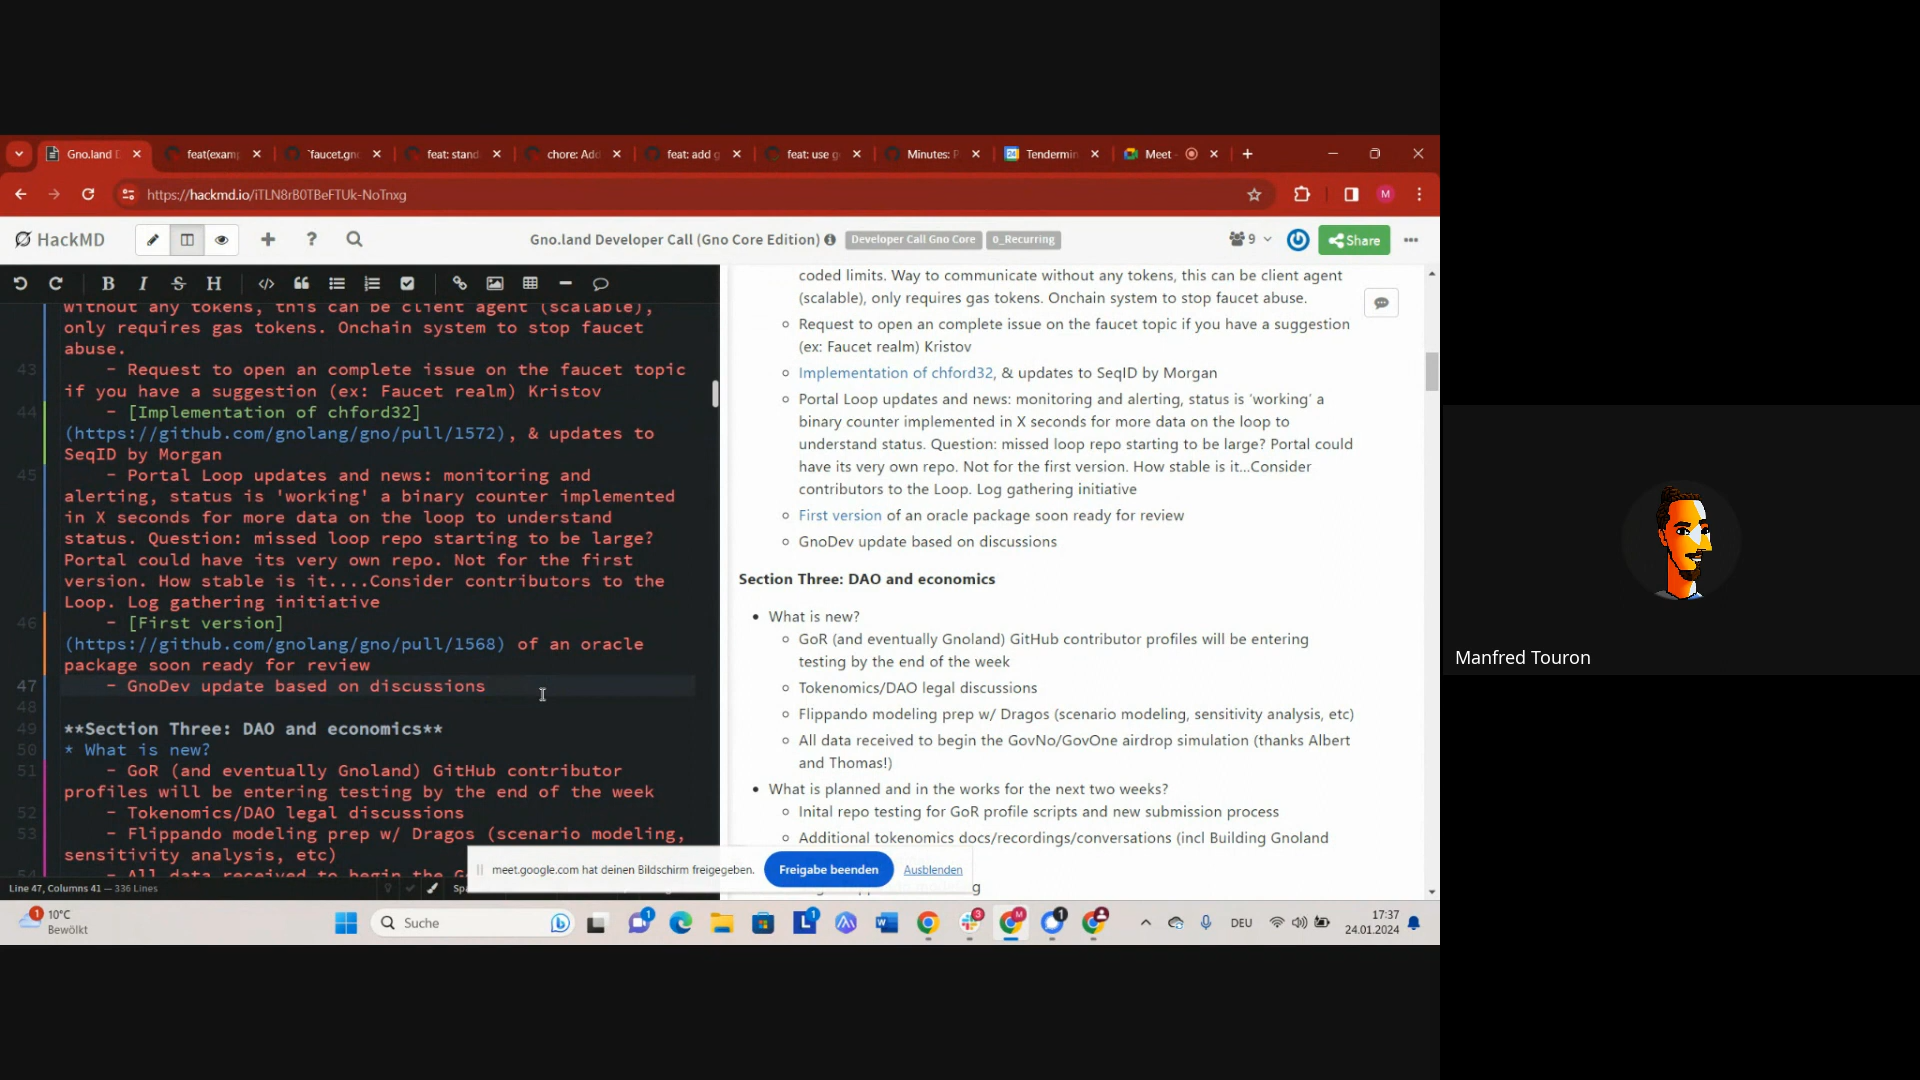 Gno.land D
feat(examp
`faucet.gno
feat: stand
chore: Add
feat: add g
feat: use g
Minutes: P
24
Tendermin
Meet
https://hackmd.io/iTLN8rB0TBeFTUk-NoTnxg
M
HackMD
Gno.land Developer Call (Gno Core Edition)
Developer Call Gno Core
0_Recurring
9
Share
B I S H
without any tokens, this can be client agent (scalable),
only requires gas tokens. Onchain system to stop faucet
abuse.
43 - Request to open an complete issue on the faucet topic
if you have a suggestion (ex: Faucet realm) Kristov
44 - [Implementation of chford32]
(https://github.com/gnolang/gno/pull/1572), & updates to
SeqID by Morgan
45 - Portal Loop updates and news: monitoring and
alerting, status is 'working' a binary counter implemented
in X seconds for more data on the loop to understand
status. Question: missed loop repo starting to be large?
Portal could have its very own repo. Not for the first
version. How stable is it....Consider contributors to the
Loop. Log gathering initiative
46 - [First version]
(https://github.com/gnolang/gno/pull/1568) of an oracle
package soon ready for review
47 - GnoDev update based on discussions
48
49 **Section Three: DAO and economics**
50 * What is new?
51 - GoR (and eventually Gnoland) GitHub contributor
profiles will be entering testing by the end of the week
52 - Tokenomics/DAO legal discussions
53 - Flippando modeling prep w/ Dragos (scenario modeling,
sensitivity analysis, etc)
54 - All data received to begin the G
Line 47, Columns 41 — 336 Lines
Spa
coded limits. Way to communicate without any tokens, this can be client agent
(scalable), only requires gas tokens. Onchain system to stop faucet abuse.
Request to open an complete issue on the faucet topic if you have a suggestion
(ex: Faucet realm) Kristov
Implementation of chford32, & updates to SeqID by Morgan
Portal Loop updates and news: monitoring and alerting, status is 'working' a
binary counter implemented in X seconds for more data on the loop to
understand status. Question: missed loop repo starting to be large? Portal could
have its very own repo. Not for the first version. How stable is it…Consider
contributors to the Loop. Log gathering initiative
First version of an oracle package soon ready for review
GnoDev update based on discussions
Section Three: DAO and economics
What is new?
GoR (and eventually Gnoland) GitHub contributor profiles will be entering
testing by the end of the week
Tokenomics/DAO legal discussions
Flippando modeling prep w/ Dragos (scenario modeling, sensitivity analysis, etc)
All data received to begin the GovNo/GovOne airdrop simulation (thanks Albert
and Thomas!)
What is planned and in the works for the next two weeks?
Inital repo testing for GoR profile scripts and new submission process
Additional tokenomics docs/recordings/conversations (incl Building Gnoland
meet.google.com hat deinen Bildschirm freigegeben.
Freigabe beenden
Ausblenden
Manfred Touron
1
10°C
Bewölkt
Suche
1
1
3
M
1
DEU
17:37
24.01.2024